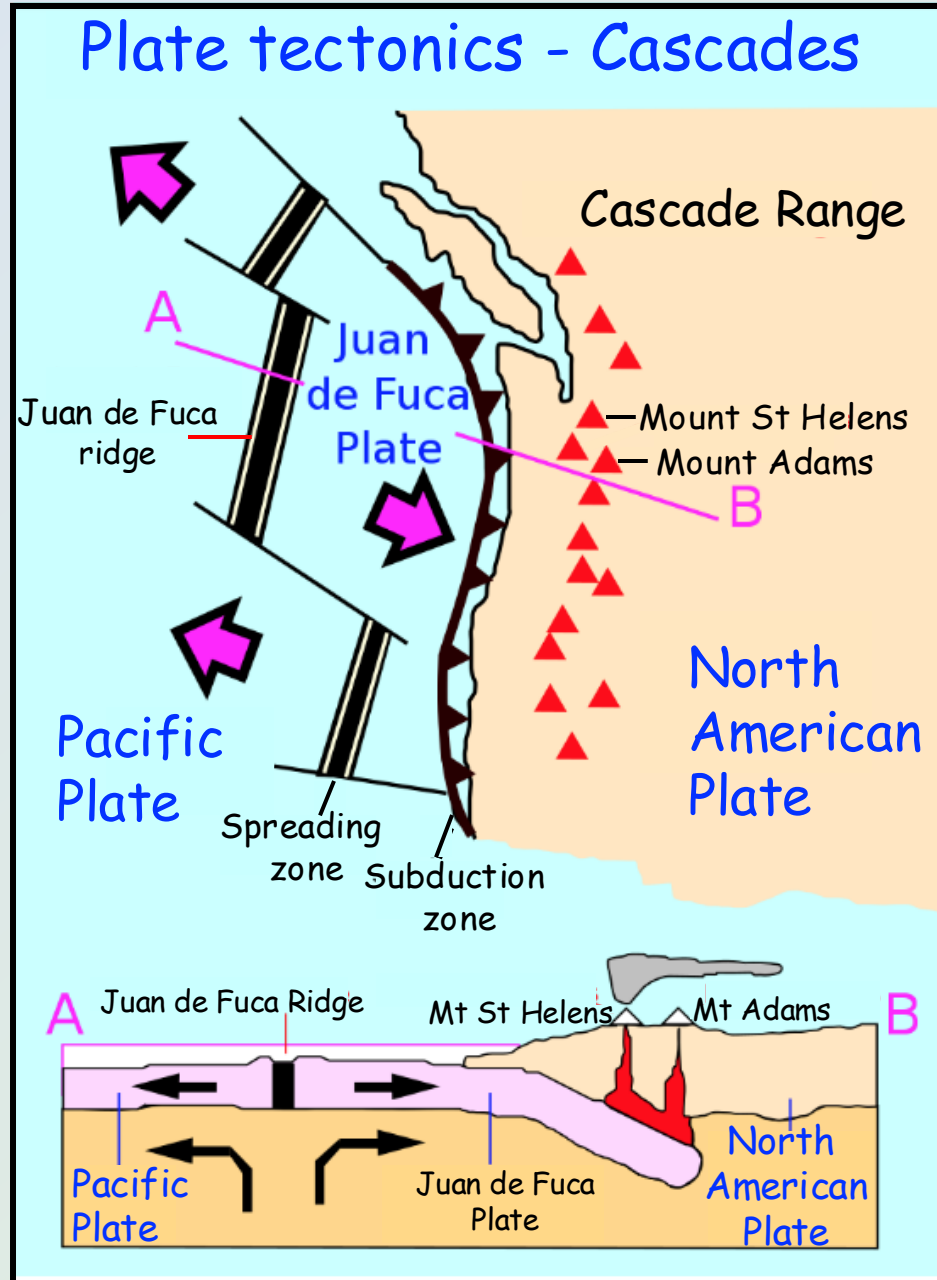 Plate tectonics - Cascades
Cascade Range
A
Juan
de Fuca
Plate
Juan de Fuca
ridge
Mount St Helens
Mount Adams
B
North
American
Plate
Pacific
Plate
Spreading
zone
Subduction
zone
A
Juan de Fuca Ridge
Mt St Helens
Mt Adams
B
Pacific
Plate
Juan de Fuca
Plate
North
American
Plate